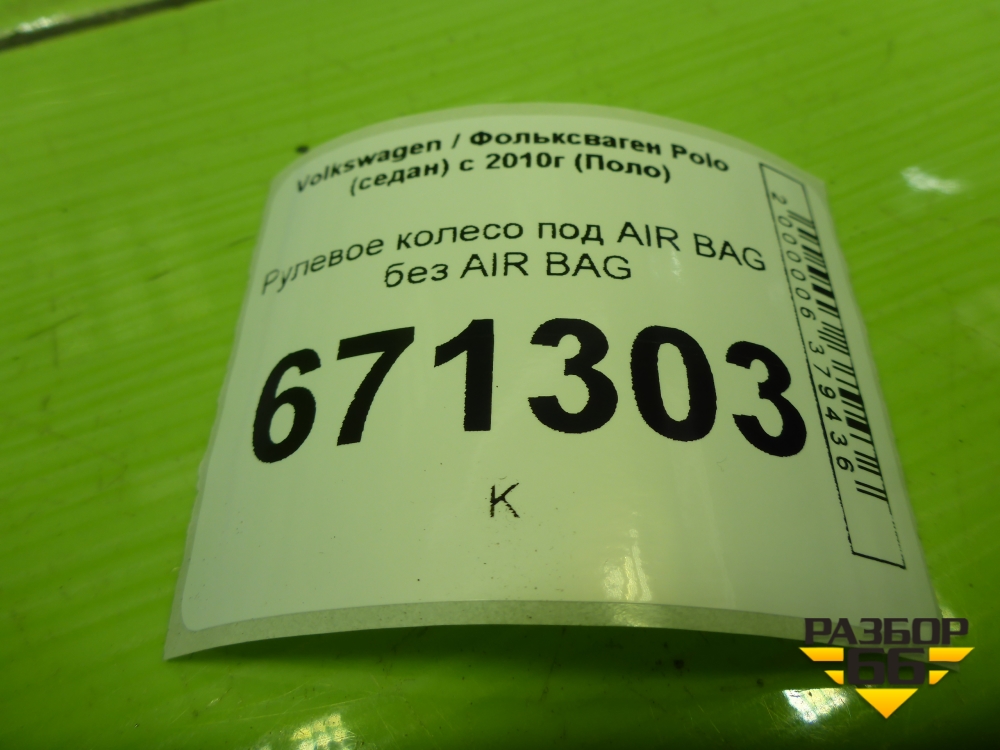 Volkswagen / Фольксваген Polo
(седан) с 2010г (Поло)
Рулевое колесо под AIR BAG
без AIR BAG
671303
К
2000006379436
РАЗБОР
66